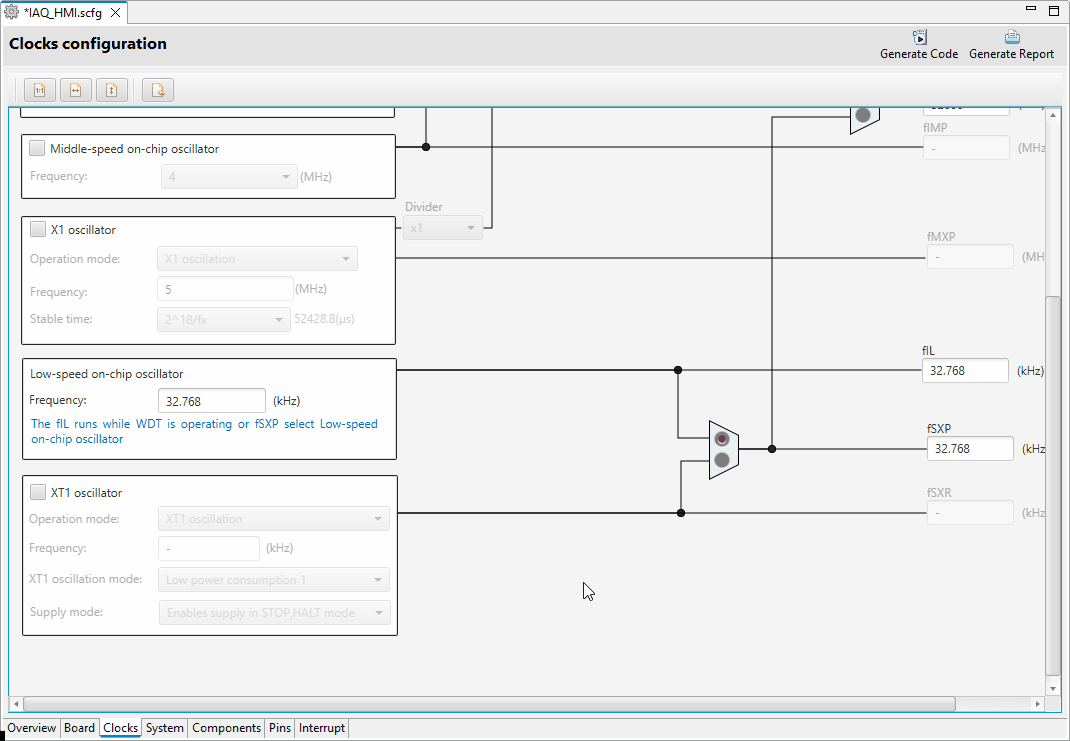 *IAQ_HMI.scfg
Clocks configuration
Generate Code
Generate Report
1:1
fIMP
Middle-speed on-chip oscillator
- (MHz
Frequency: 4 (MHz)
Divider
X1 oscillator
x1
fMXP
Operation mode: X1 oscillation
- (MH
Frequency: 5 (MHz)
Stable time: 2^18/fx 52428.8(μs)
fIL
Low-speed on-chip oscillator
32.768 (kHz)
Frequency: 32.768 (kHz)
The fIL runs while WDT is operating or fSXP select Low-speed
on-chip oscillator
fSXP
32.768 (kHz
XT1 oscillator
fSXR
Operation mode: XT1 oscillation
- (kHz
Frequency: - (kHz)
XT1 oscillation mode: Low power consumption 1
Supply mode: Enables supply in STOP,HALT mode
Overview Board Clocks System Components Pins Interrupt